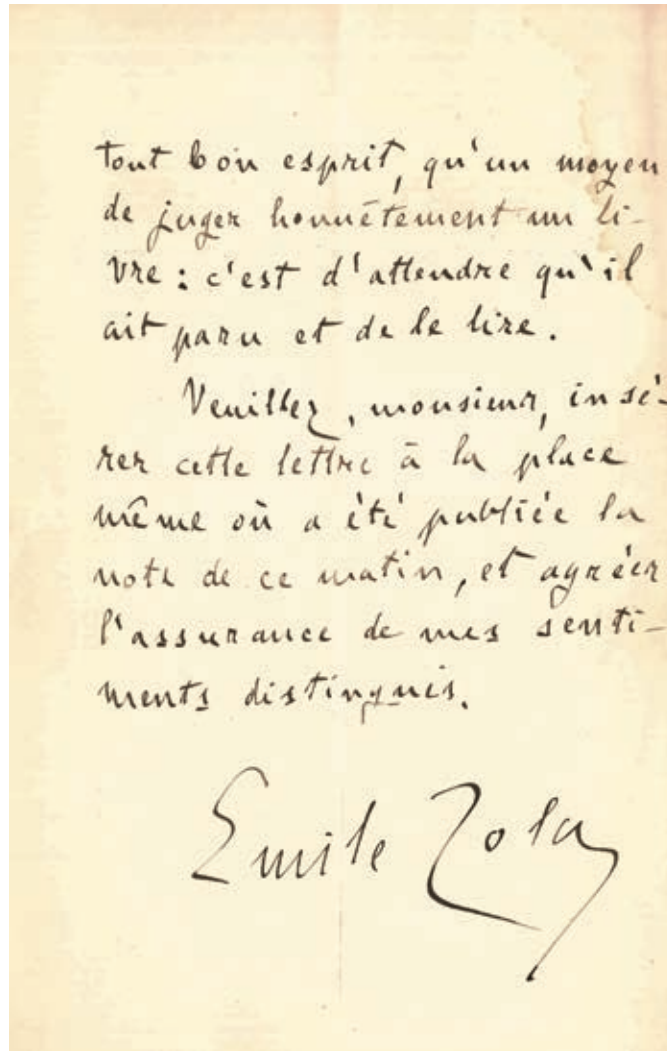 tout bon esprit, qu'un moyen
de juger honnêtement un li-
vre : c'est d'attendre qu'il
ait paru et de le lire.
Veuillez, monsieur, insé-
rer cette lettre à la place
même où a été publiée la
note de ce matin, et agréer
l'assurance de mes senti-
ments distingués.
Emile Zola